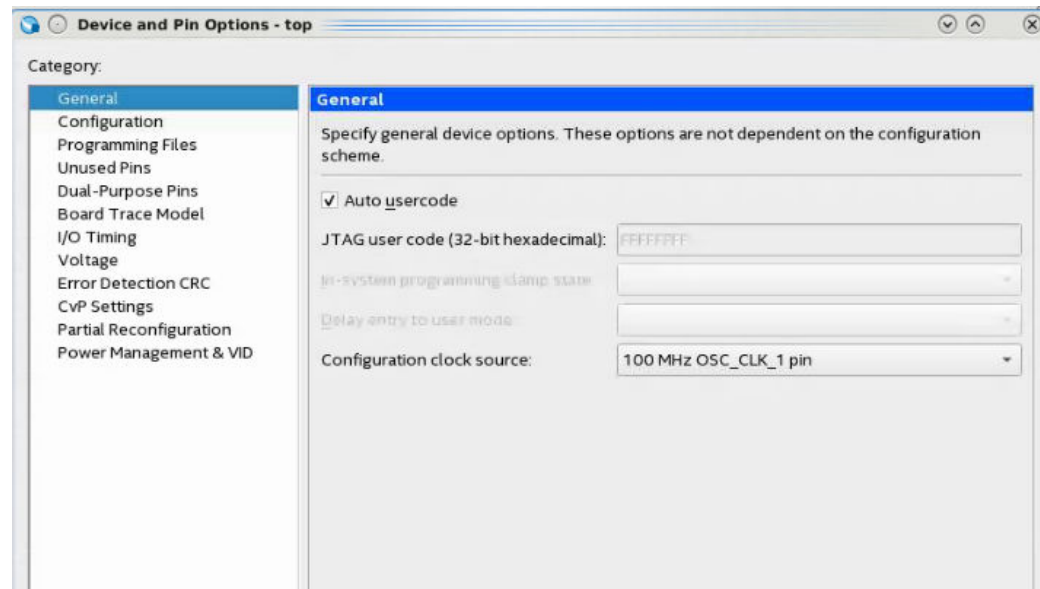 Device and Pin Options - top
Category:
General
Configuration
Programming Files
Unused Pins
Dual-Purpose Pins
Board Trace Model
I/O Timing
Voltage
Error Detection CRC
CvP Settings
Partial Reconfiguration
Power Management & VID
General
Specify general device options. These options are not dependent on the configuration
scheme.
Auto usercode
JTAG user code (32-bit hexadecimal): FFFFFFFF
In-system programming clamp state
Delay entry to user mode:
Configuration clock source: 100 MHz OSC_CLK_1 pin